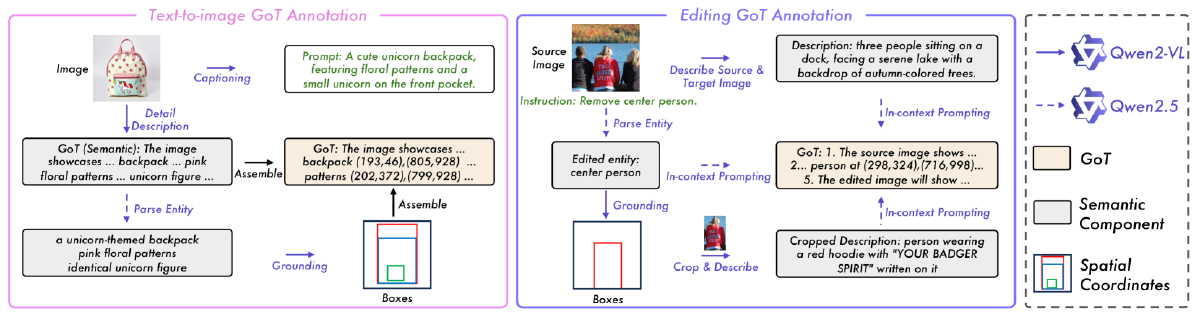 Text-to-image GoT Annotation
Image
Captioning
Prompt: A cute unicorn backpack,
featuring floral patterns and a
small unicorn on the front pocket.
Detail
Description
GoT (Semantic): The image
showcases ... backpack ... pink
floral patterns ... unicorn figure ...
Assemble
GoT: The image showcases ...
backpack (193,46),(805,928) ...
patterns (202,372),(799,928) ...
Parse Entity
Assemble
a unicorn-themed backpack
pink floral patterns
identical unicorn figure
Grounding
Boxes
Editing GoT Annotation
Source
Image
Describe Source &
Target Image
Description: three people sitting on a
dock, facing a serene lake with a
backdrop of autumn-colored trees.
Instruction: Remove center person.
Parse Entity
In-context Prompting
Edited entity:
center person
In-context Prompting
GoT: 1. The source image shows ...
2... person at (298,324),(716,998)...
5. The edited image will show ...
Grounding
In-context Prompting
Crop & Describe
Cropped Description: person wearing
a red hoodie with "YOUR BADGER
SPIRIT" written on it
Boxes
Qwen2-VL
Qwen2.5
GoT
Semantic
Component
Spatial
Coordinates